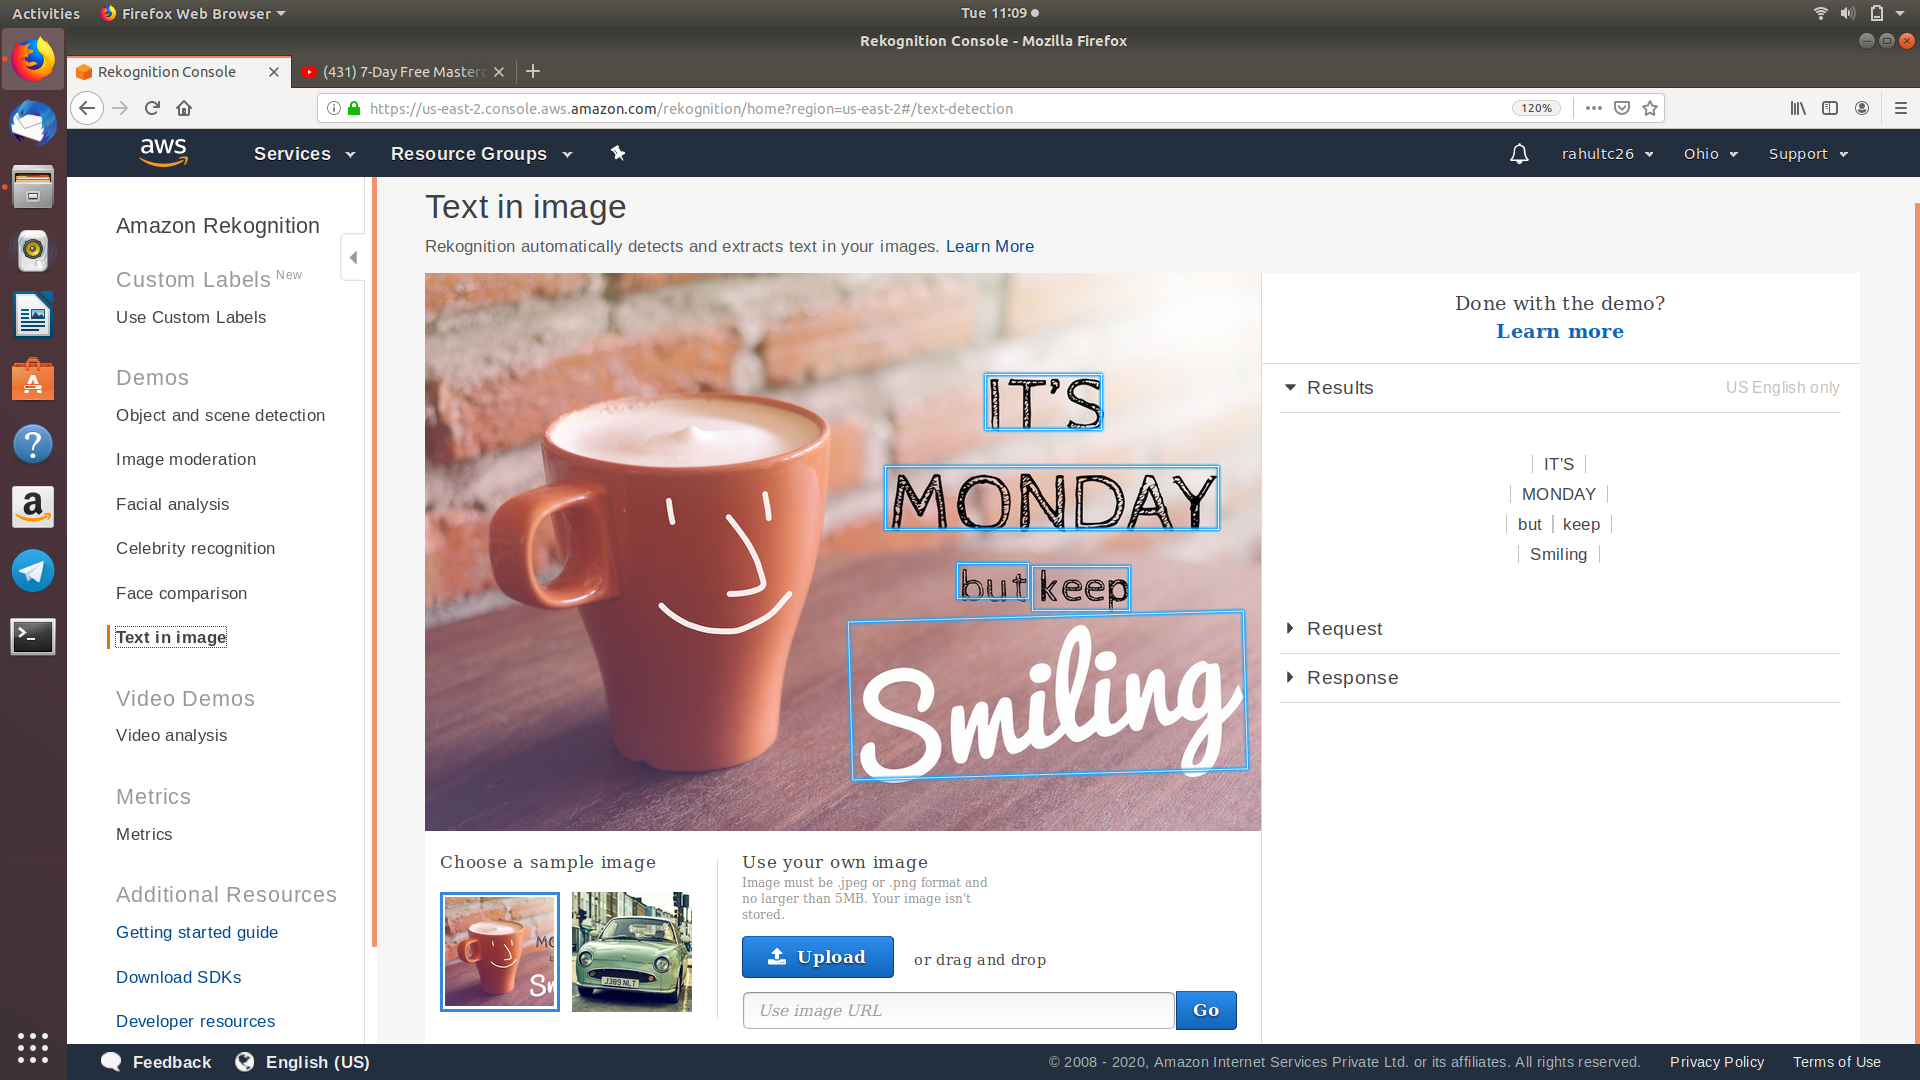 Activities Firefox Web Browser Tue 11:09
Rekognition Console - Mozilla Firefox
Rekognition Console (431) 7-Day Free Masterc
https://us-east-2.console.aws.amazon.com/rekognition/home?region=us-east-2#/text-detection 120%
aws Services Resource Groups rahultc26 Ohio Support
Amazon Rekognition
Custom Labels New
Use Custom Labels
Demos
Object and scene detection
Image moderation
Facial analysis
Celebrity recognition
Face comparison
Text in image
Video Demos
Video analysis
Metrics
Metrics
Additional Resources
Getting started guide
Download SDKs
Developer resources
Text in image
Rekognition automatically detects and extracts text in your images. Learn More
IT'S
MONDAY
but keep
Smiling
Choose a sample image
J389 NLT
Use your own image
Image must be .jpeg or .png format and
no larger than 5MB. Your image isn't
stored.
Upload or drag and drop
Use image URL Go
Done with the demo?
Learn more
Results US English only
IT'S
MONDAY
but keep
Smiling
Request
Response
Feedback English (US) © 2008 - 2020, Amazon Internet Services Private Ltd. or its affiliates. All rights reserved. Privacy Policy Terms of Use